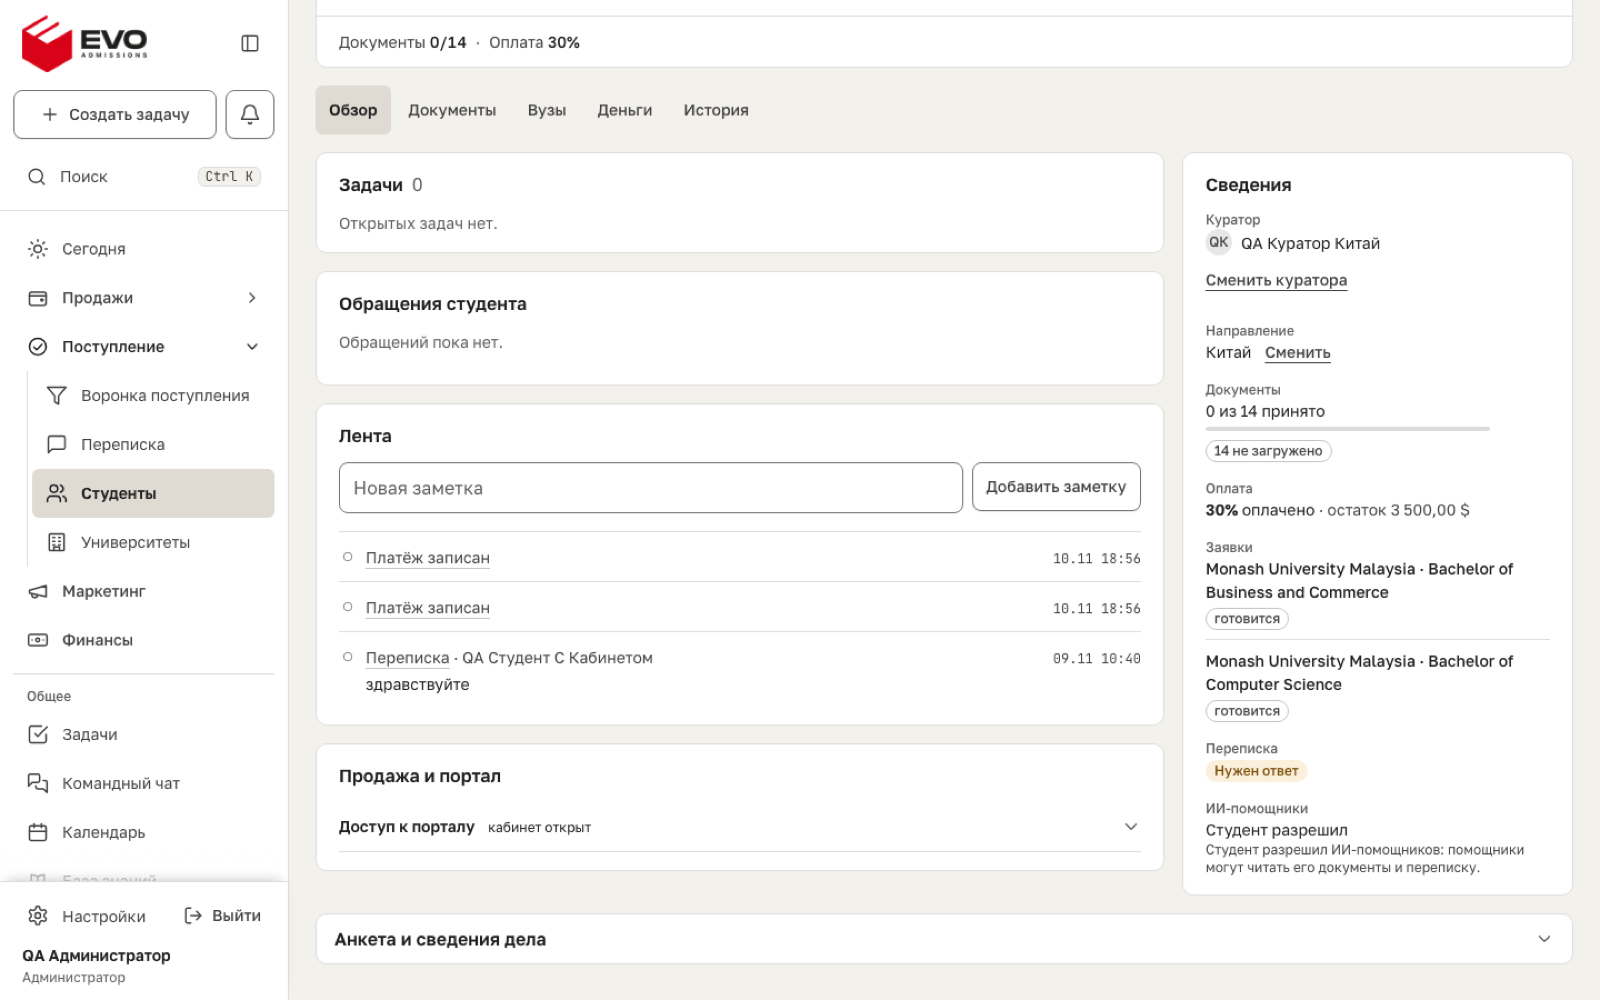 EVO
ADMISSIONS
Создать задачу
Поиск
Ctrl K
Сегодня
Продажи
Поступление
Воронка поступления
Переписка
Студенты
Университеты
Маркетинг
Финансы
Общее
Задачи
Командный чат
Календарь
База знаний
Настройки
Выйти
QA Администратор
Администратор
Документы 0/14 · Оплата 30%
Обзор
Документы
Вузы
Деньги
История
Задачи 0
Открытых задач нет.
Обращения студента
Обращений пока нет.
Лента
Новая заметка
Добавить заметку
Платёж записан
10.11 18:56
Платёж записан
10.11 18:56
Переписка · QA Студент С Кабинетом
09.11 10:40
здравствуйте
Продажа и портал
Доступ к порталу кабинет открыт
Сведения
Куратор
QK QA Куратор Китай
Сменить куратора
Направление
Китай Сменить
Документы
0 из 14 принято
14 не загружено
Оплата
30% оплачено · остаток 3 500,00 $
Заявки
Monash University Malaysia · Bachelor of
Business and Commerce
готовится
Monash University Malaysia · Bachelor of
Computer Science
готовится
Переписка
Нужен ответ
ИИ-помощники
Студент разрешил
Студент разрешил ИИ-помощников: помощники
могут читать его документы и переписку.
Анкета и сведения дела